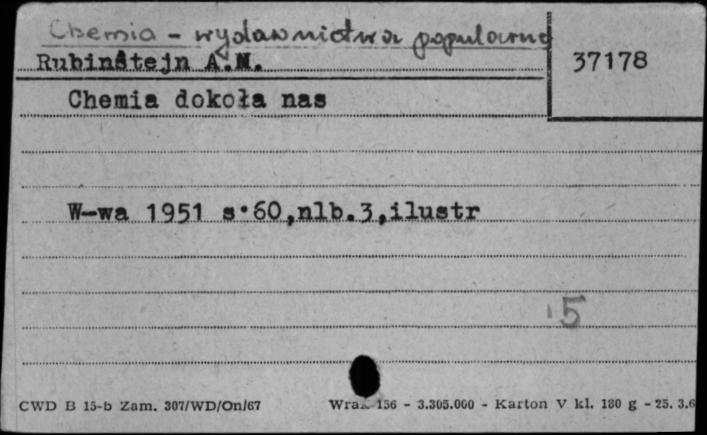 Chemia - wydawnictwa popularne
Rubinštejn A.M.
37178
Chemia dokoła nas
W-wa 1951 s.60,nlb.3,ilustr
5
CWD B 15-b Zam. 307/WD/On/67
156 - 3.305.000 - Karton V kl. 180 g - 25. 3.6